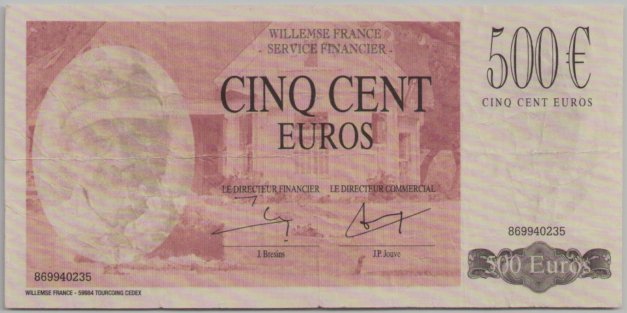 WILLEMSE FRANCE
- SERVICE FINANCIER -
CINQ CENT
EUROS
LE DIRECTEUR FINANCIER LE DIRECTEUR COMMERCIAL
J. Bresins J.P. Jouve
869940235
WILLEMSE FRANCE - 59984 TOURCOING CEDEX
500 €
CINQ CENT EUROS
869940235
500 Euros